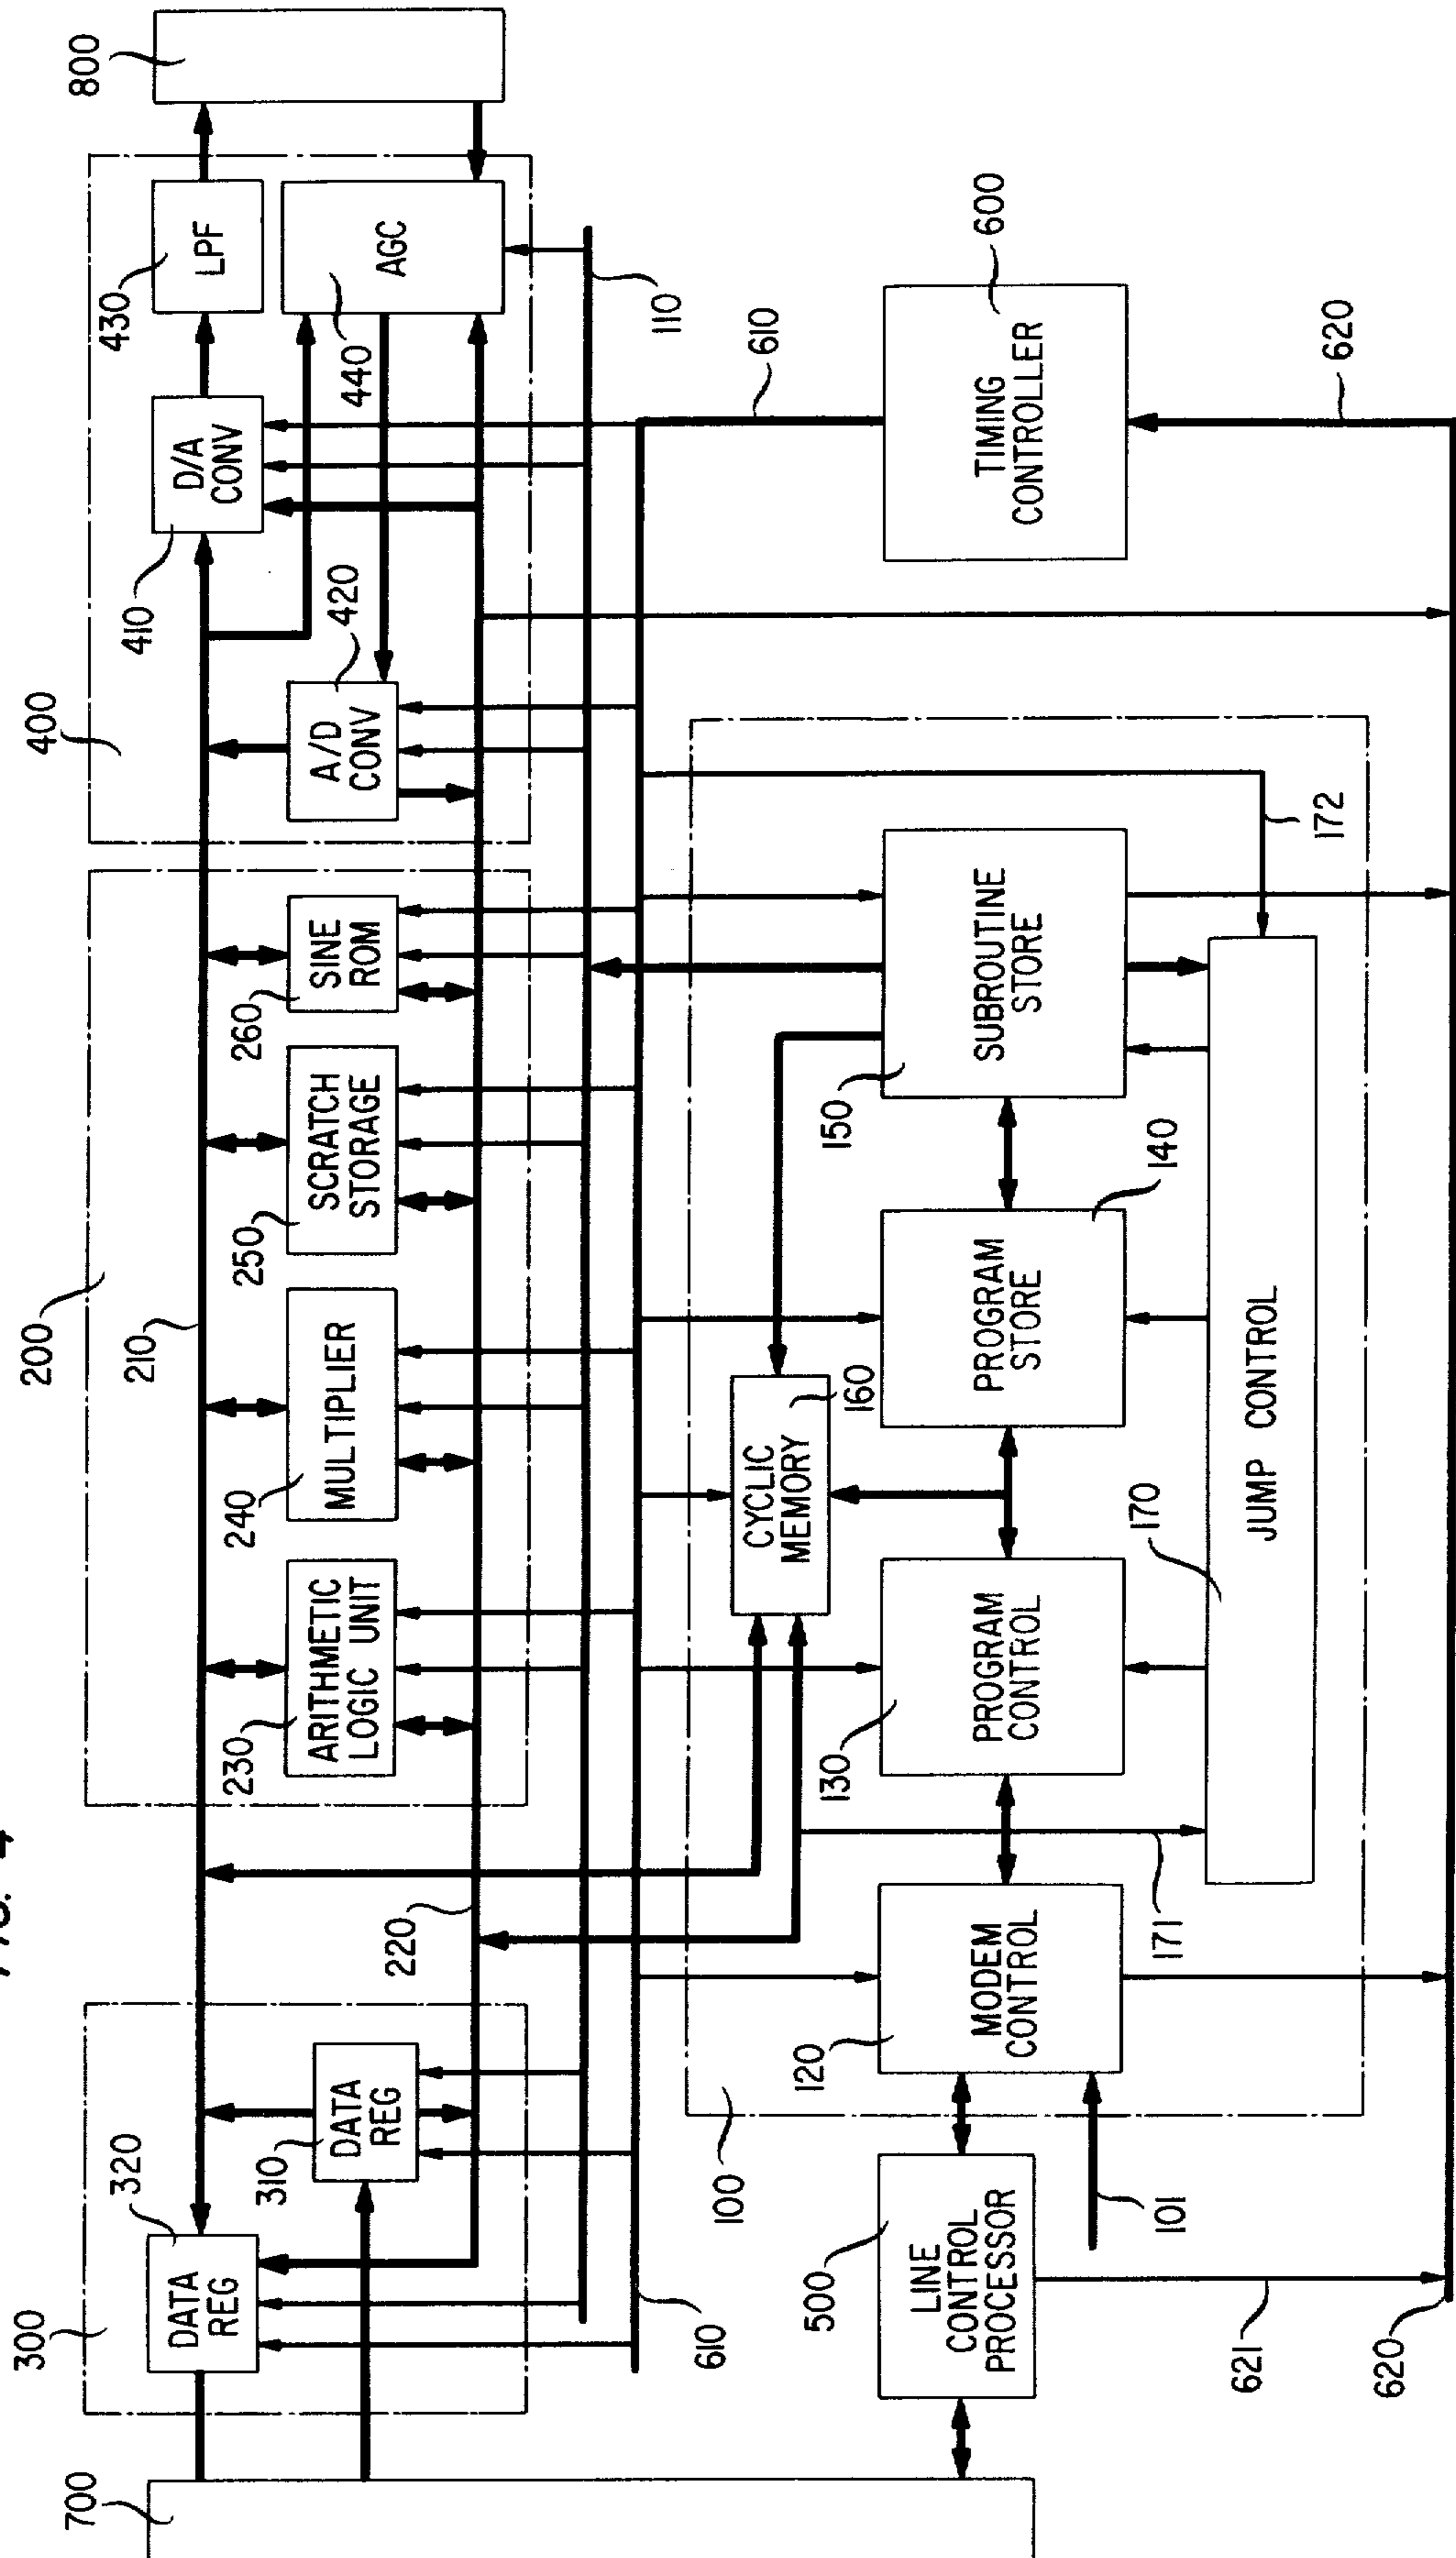 FIG. 4
300
200
400
700
800
320
210
410
430
DATA
REG
D/A
CONV
LPF
310
230
240
250
260
420
440
DATA
REG
ARITHMETIC
LOGIC UNIT
MULTIPLIER
SCRATCH
STORAGE
SINE
ROM
A/D
CONV
AGC
220
110
610
610
100
CYCLIC
MEMORY
160
500
120
130
150
600
LINE
CONTROL
PROCESSOR
MODEM
CONTROL
PROGRAM
CONTROL
PROGRAM
STORE
SUBROUTINE
STORE
TIMING
CONTROLLER
101
171
170
140
621
JUMP CONTROL
172
620
620